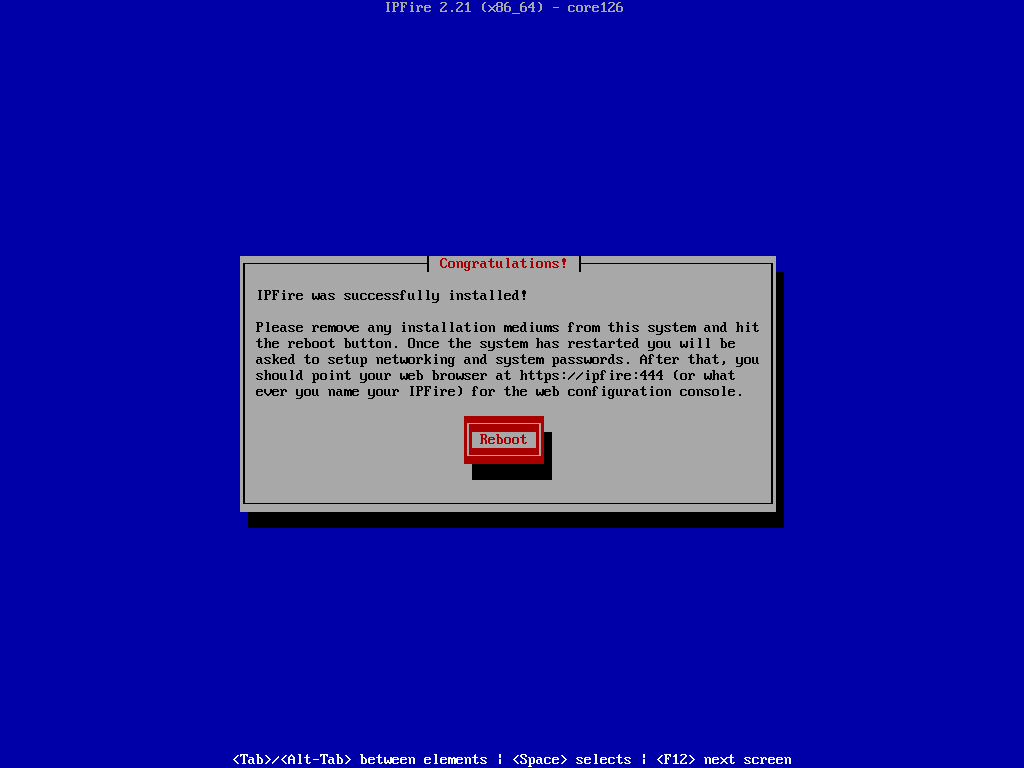 IPFire 2.21 (x86_64) - core126
Congratulations!
IPFire was successfully installed!
Please remove any installation mediums from this system and hit
the reboot button. Once the system has restarted you will be
asked to setup networking and system passwords. After that, you
should point your web browser at https://ipfire:444 (or what
ever you name your IPFire) for the web configuration console.
Reboot
<Tab>/<Alt-Tab> between elements | <Space> selects | <F12> next screen